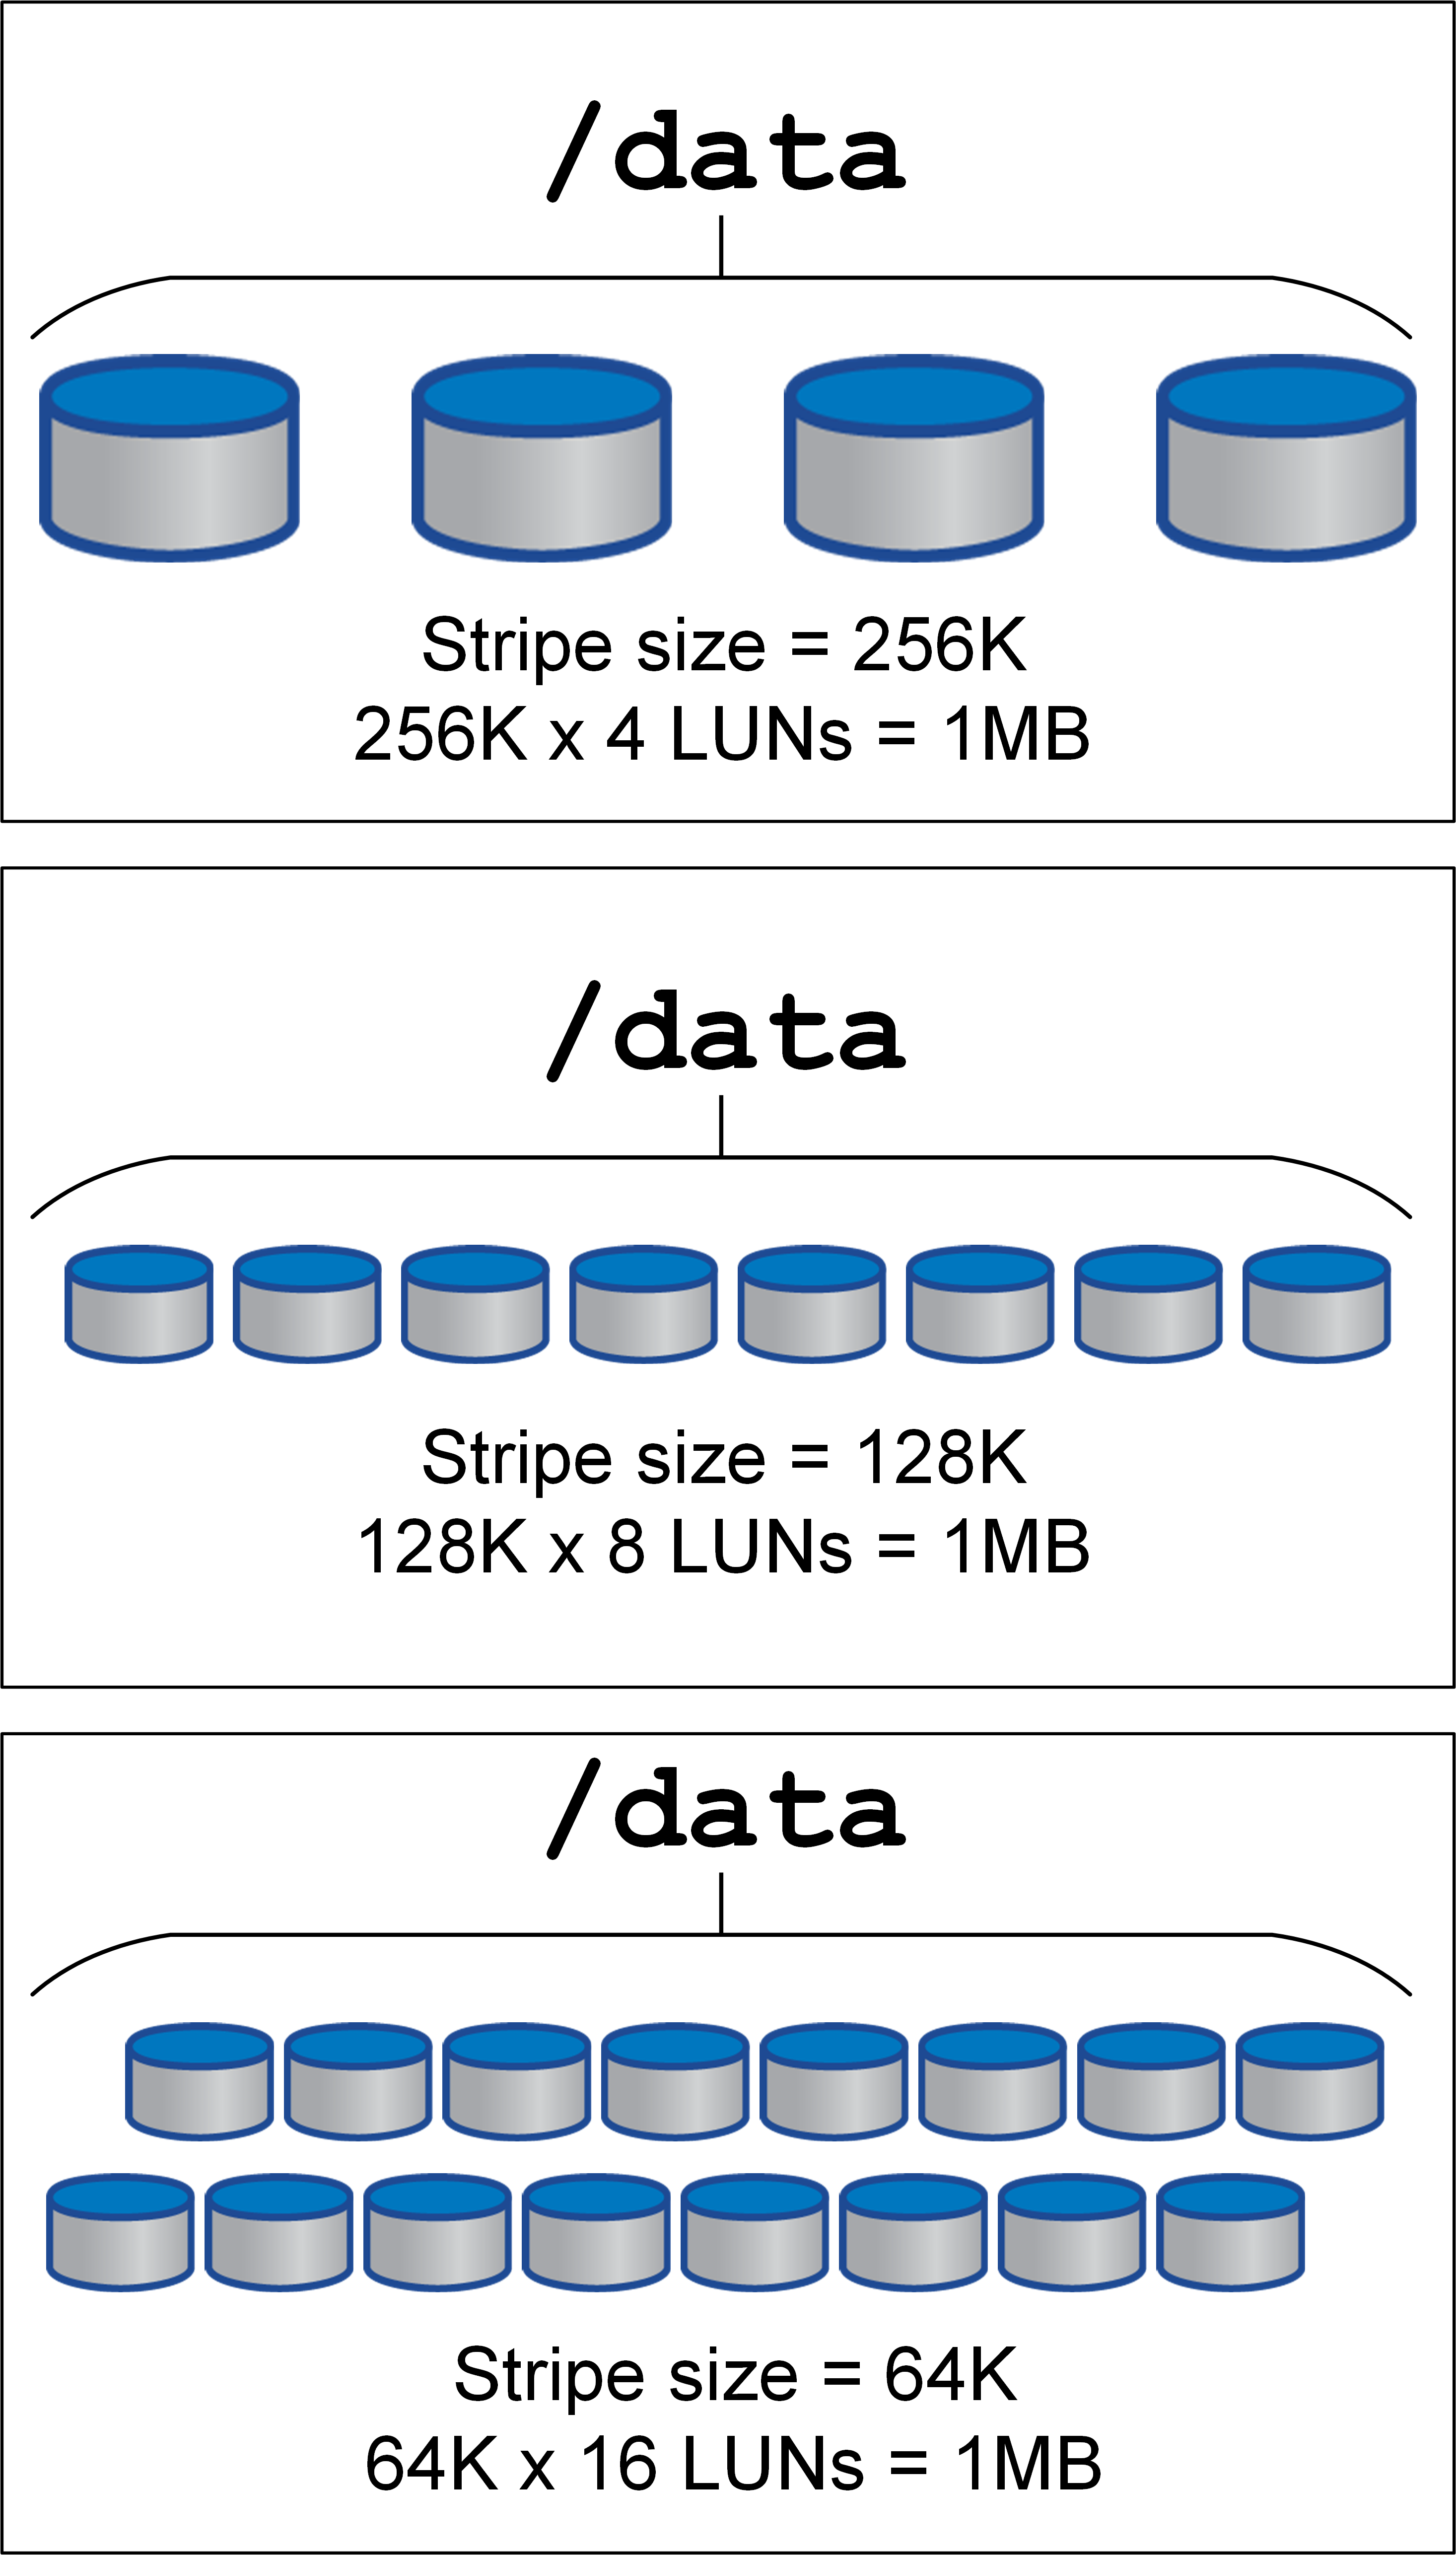 /data
Stripe size = 256K
256K x 4 LUNs = 1MB
/data
Stripe size = 128K
128K x 8 LUNs = 1MB
/data
Stripe size = 64K
64K x 16 LUNs = 1MB